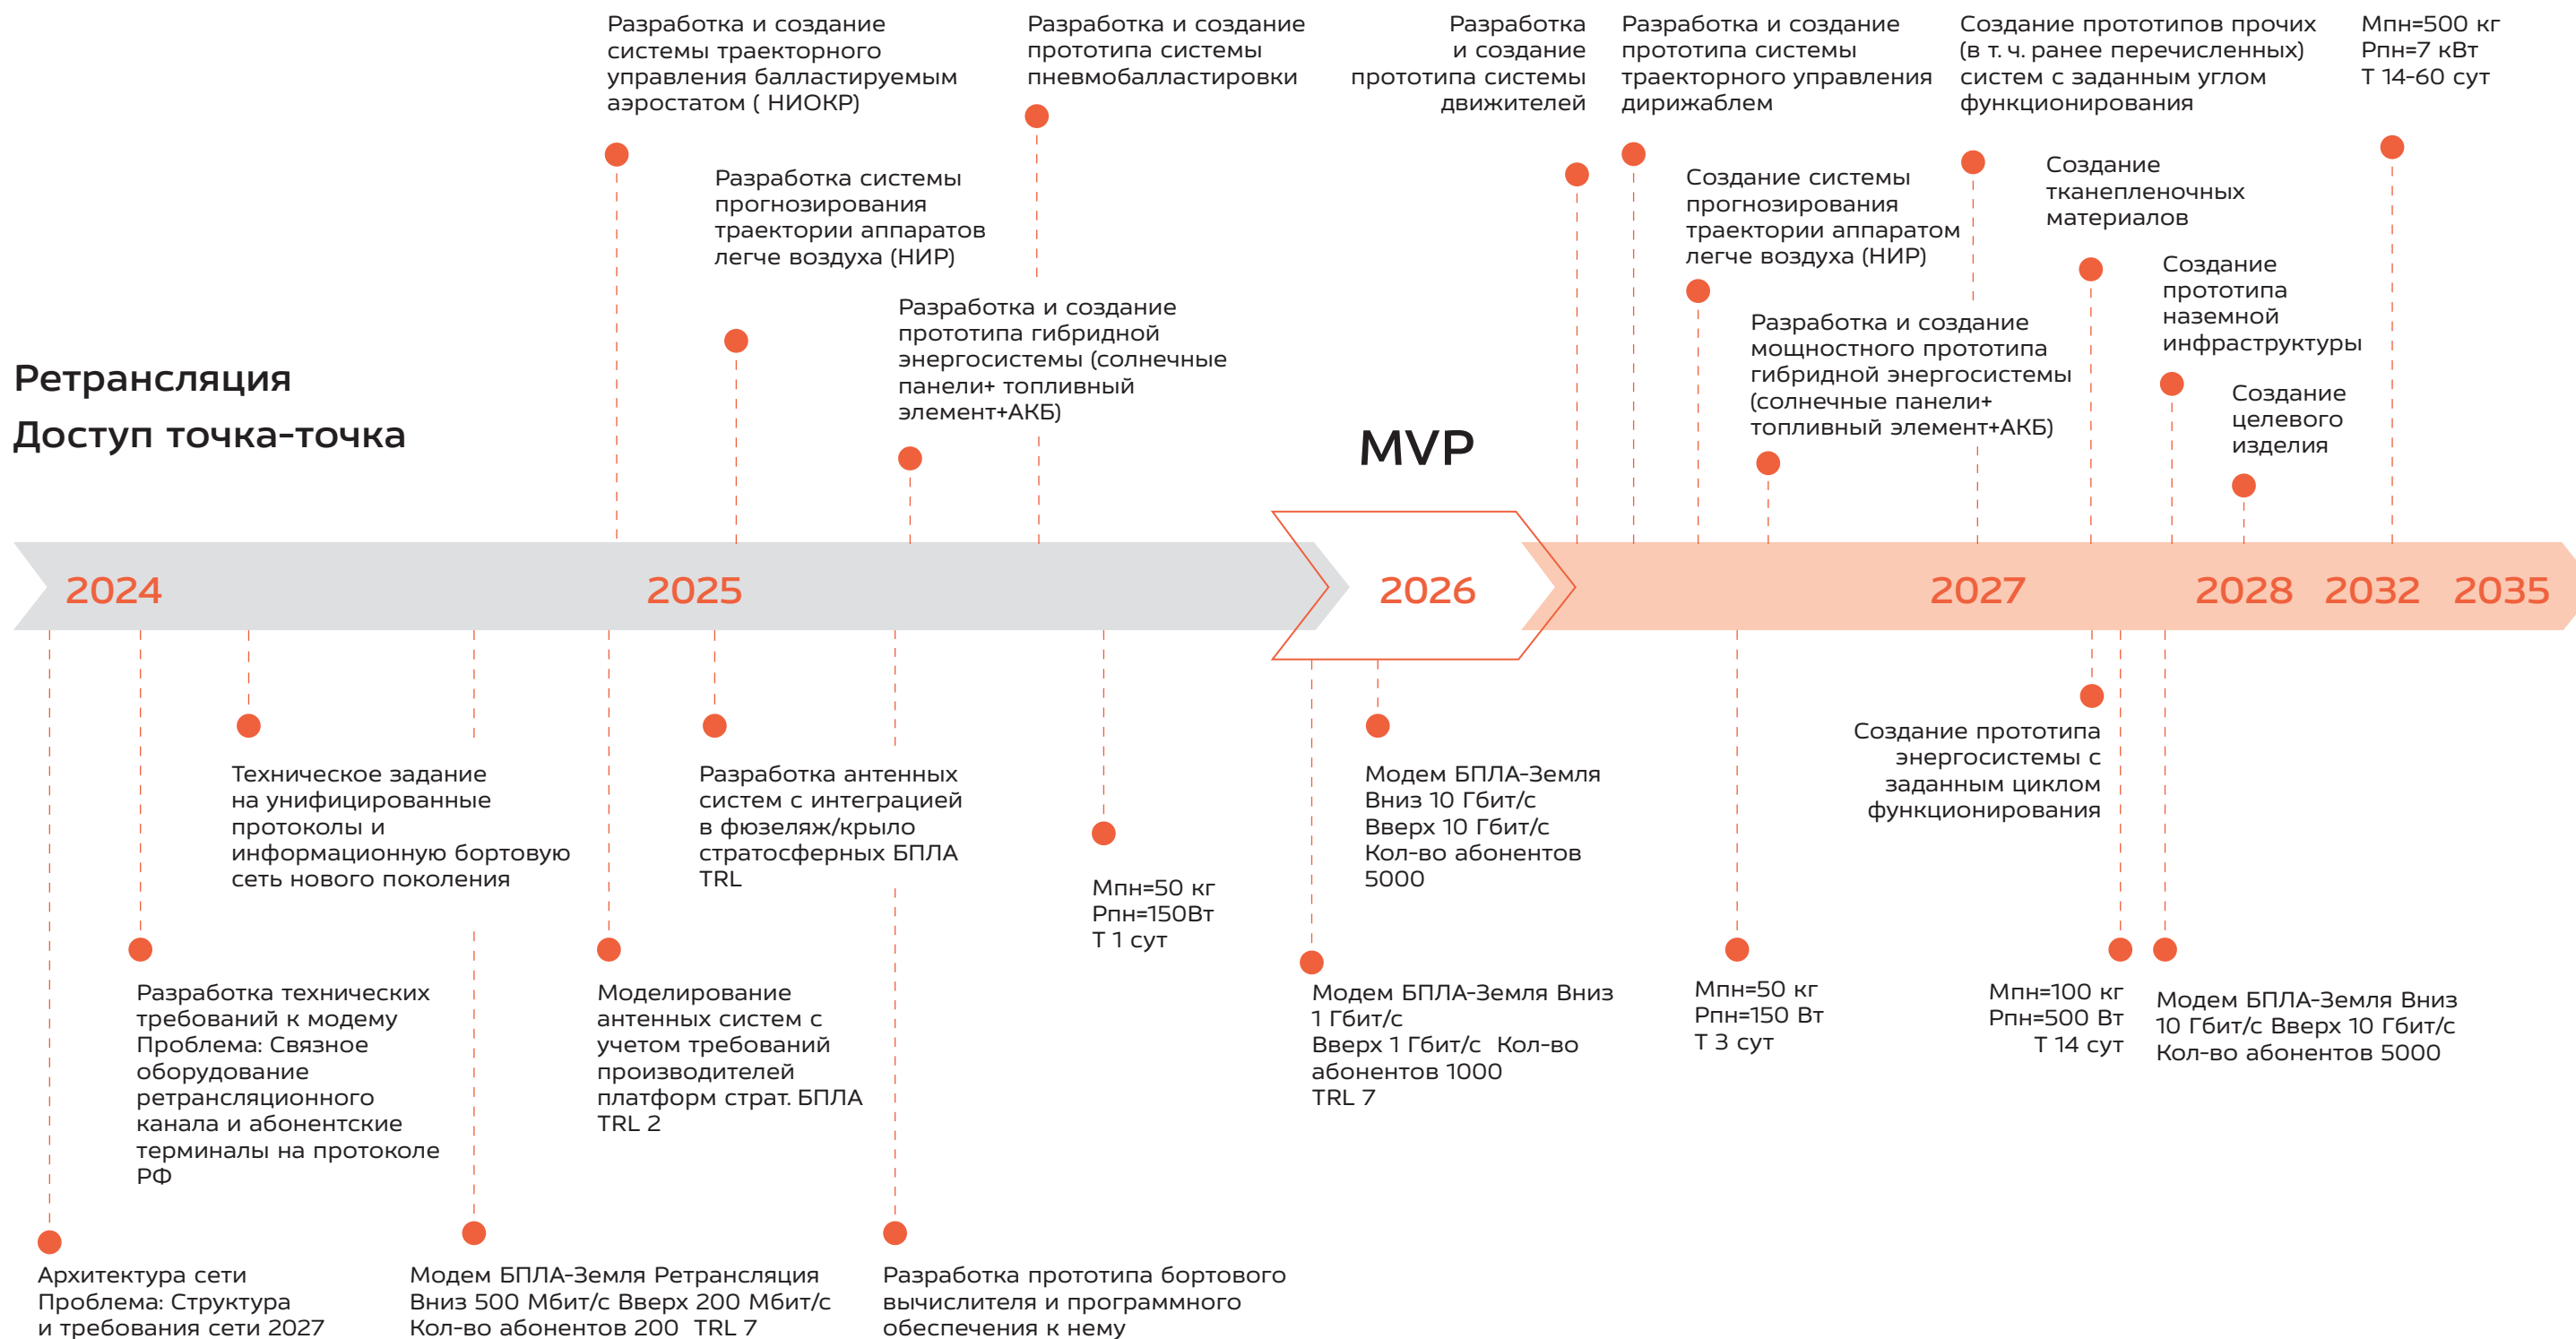 Разработка и создание
системы траекторного
управления балластируемым
аэростатом ( НИОКР)
Разработка и создание
прототипа системы
пневмобалластировки
Разработка
и создание
прототипа системы
движителей
Разработка и создание
прототипа системы
траекторного управления
дирижаблем
Создание прототипов прочих
(в т. ч. ранее перечисленных)
систем с заданным углом
функционирования
Мпн=500 кг
Рпн=7 кВт
Т 14-60 сут
Разработка системы
прогнозирования
траектории аппаратов
легче воздуха (НИР)
Создание системы
прогнозирования
траектории аппаратом
легче воздуха (НИР)
Создание
тканепленочных
материалов
Разработка и создание
прототипа гибридной
энергосистемы (солнечные
панели+ топливный
элемент+АКБ)
Разработка и создание
мощностного прототипа
гибридной энергосистемы
(солнечные панели+
топливный элемент+АКБ)
Создание
прототипа
наземной
инфраструктуры
Создание
целевого
изделия
Ретрансляция
Доступ точка-точка
MVP
2024 2025 2026 2027 2028 2032 2035
Техническое задание
на унифицированные
протоколы и
информационную бортовую
сеть нового поколения
Разработка антенных
систем с интеграцией
в фюзеляж/крыло
стратосферных БПЛА
TRL
Мпн=50 кг
Рпн=150Вт
Т 1 сут
Модем БПЛА-Земля
Вниз 10 Гбит/с
Вверх 10 Гбит/с
Кол-во абонентов
5000
Создание прототипа
энергосистемы с
заданным циклом
функционирования
Разработка технических
требований к модему
Проблема: Связное
оборудование
ретрансляционного
канала и абонентские
терминалы на протоколе
РФ
Моделирование
антенных систем с
учетом требований
производителей
платформ страт. БПЛА
TRL 2
Модем БПЛА-Земля Вниз
1 Гбит/с
Вверх 1 Гбит/с Кол-во
абонентов 1000
TRL 7
Мпн=50 кг
Рпн=150 Вт
Т 3 сут
Мпн=100 кг
Рпн=500 Вт
Т 14 сут
Модем БПЛА-Земля Вниз
10 Гбит/с Вверх 10 Гбит/с
Кол-во абонентов 5000
Архитектура сети
Проблема: Структура
и требования сети 2027
Модем БПЛА-Земля Ретрансляция
Вниз 500 Мбит/с Вверх 200 Мбит/с
Кол-во абонентов 200 TRL 7
Разработка прототипа бортового
вычислителя и программного
обеспечения к нему